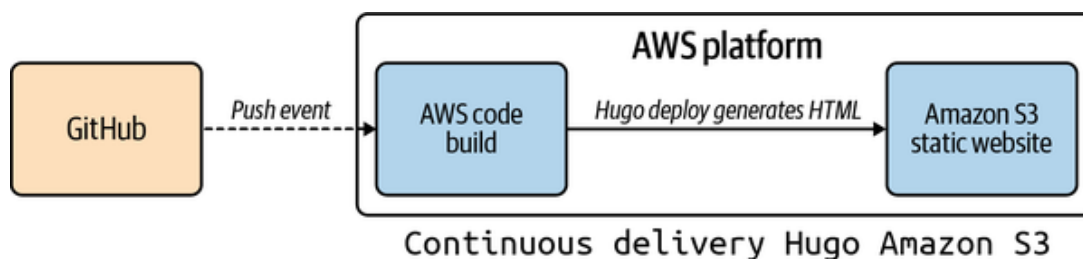 AWS platform
GitHub
Push event
AWS code
build
Hugo deploy generates HTML
Amazon S3
static website
Continuous delivery Hugo Amazon S3